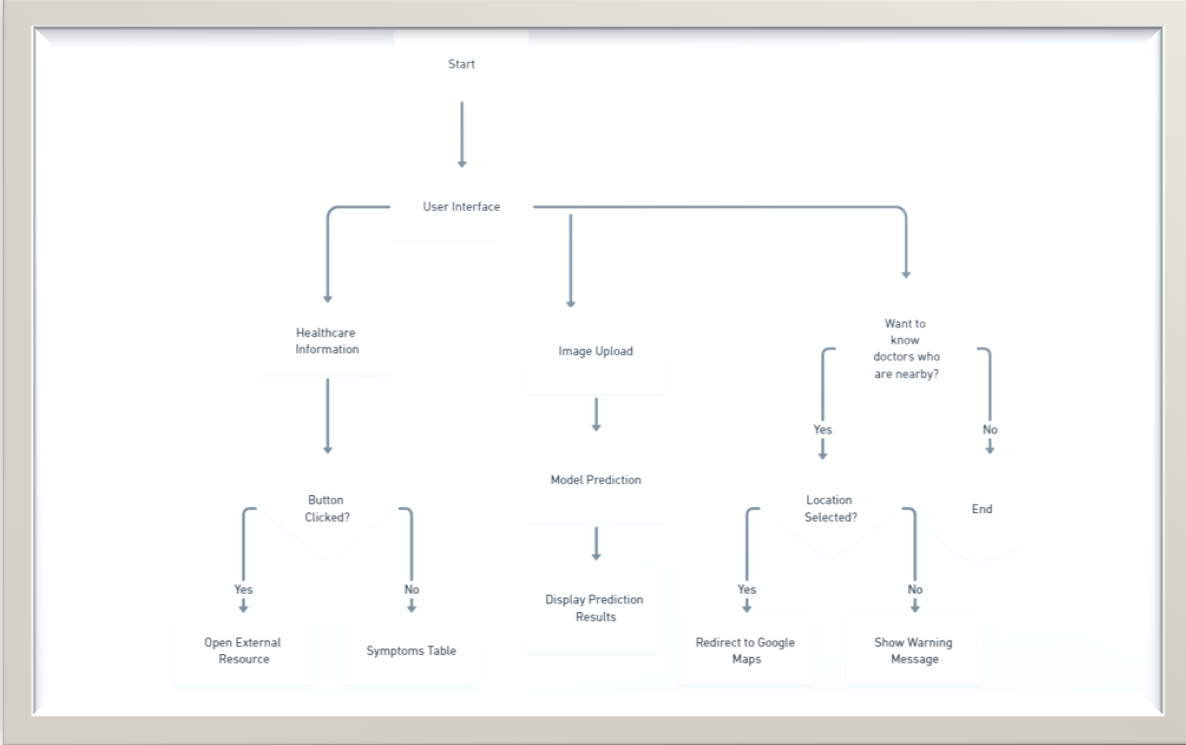 Start
User Interface
Healthcare
Information
Image Upload
Want to
know
doctors who
are nearby?
Yes
No
Model Prediction
Button
Clicked?
Location
Selected?
End
Yes
No
Yes
No
Display Prediction
Results
Open External
Resource
Symptoms Table
Redirect to Google
Maps
Show Warning
Message